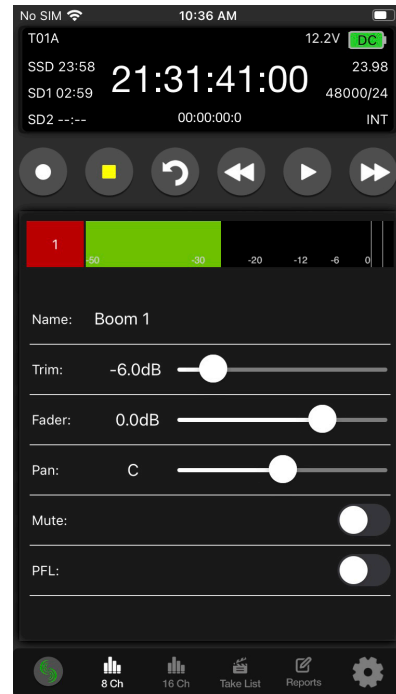 No SIM 10:36 AM
T01A 12.2V DC
SSD 23:58 21:31:41:00 23.98
SD1 02:59 48000/24
SD2 --:-- 00:00:00:0 INT
1 -50 -30 -20 -12 -6 0
Name: Boom 1
Trim: -6.0dB
Fader: 0.0dB
Pan: C
Mute:
PFL:
8 Ch 16 Ch Take List Reports